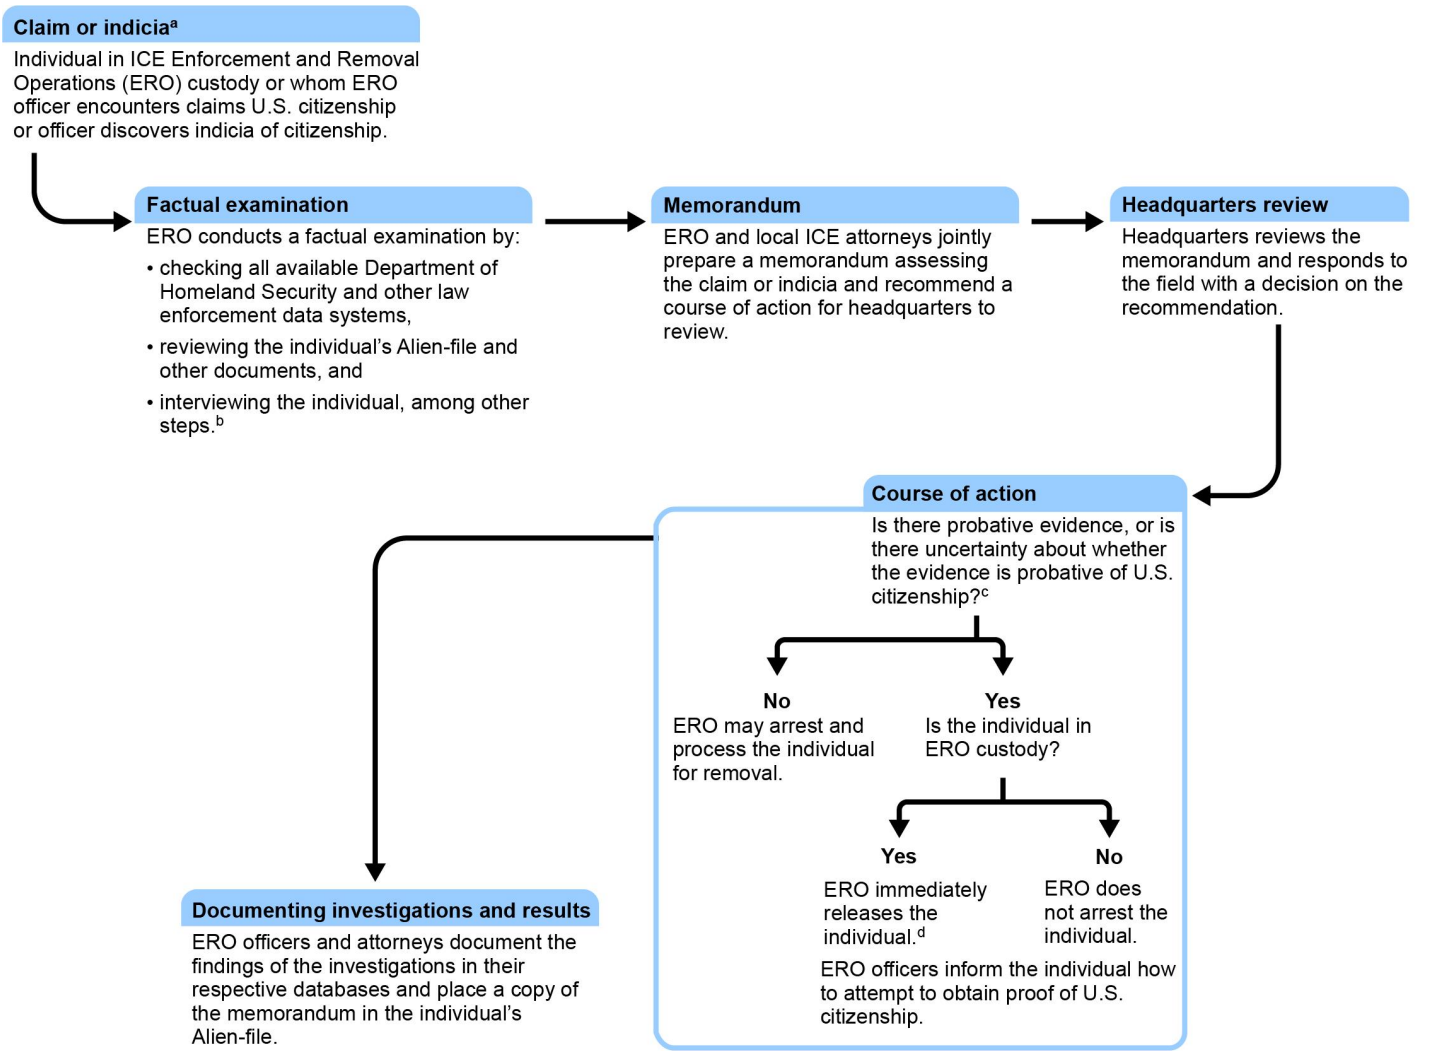 Claim or indiciaᵃ
Individual in ICE Enforcement and Removal
Operations (ERO) custody or whom ERO
officer encounters claims U.S. citizenship
or officer discovers indicia of citizenship.
Factual examination
ERO conducts a factual examination by:
• checking all available Department of
Homeland Security and other law
enforcement data systems,
• reviewing the individual’s Alien-file and
other documents, and
• interviewing the individual, among other
steps.ᵇ
Memorandum
ERO and local ICE attorneys jointly
prepare a memorandum assessing
the claim or indicia and recommend a
course of action for headquarters to
review.
Headquarters review
Headquarters reviews the
memorandum and responds to
the field with a decision on the
recommendation.
Course of action
Is there probative evidence, or is
there uncertainty about whether
the evidence is probative of U.S.
citizenship?ᶜ
No
ERO may arrest and
process the individual
for removal.
Yes
Is the individual in
ERO custody?
Yes
ERO immediately
releases the
individual.ᵈ
No
ERO does
not arrest the
individual.
ERO officers inform the individual how
to attempt to obtain proof of U.S.
citizenship.
Documenting investigations and results
ERO officers and attorneys document the
findings of the investigations in their
respective databases and place a copy of
the memorandum in the individual’s
Alien-file.